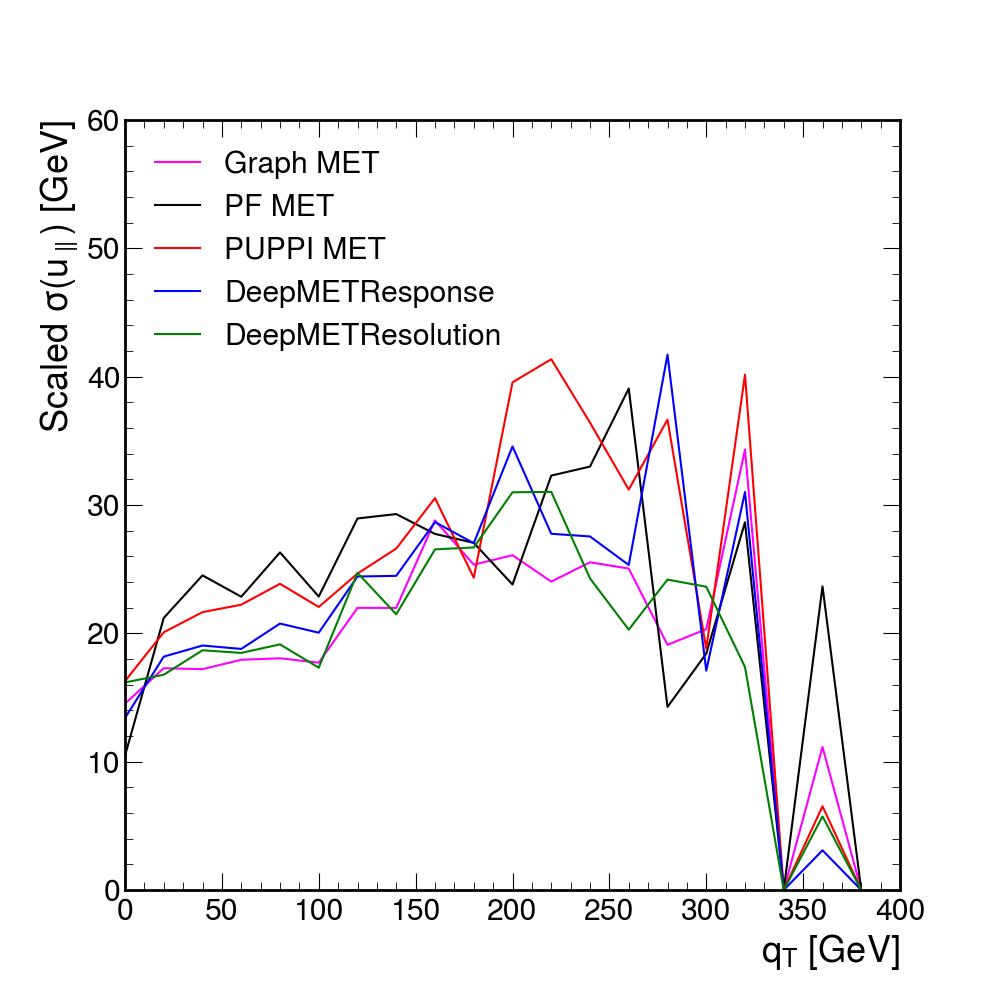 Graph MET
PF MET
PUPPI MET
DeepMETResponse
DeepMETResolution
Scaled σ(u∥) [GeV]
60
50
40
30
20
10
0
0 50 100 150 200 250 300 350 400
qT [GeV]